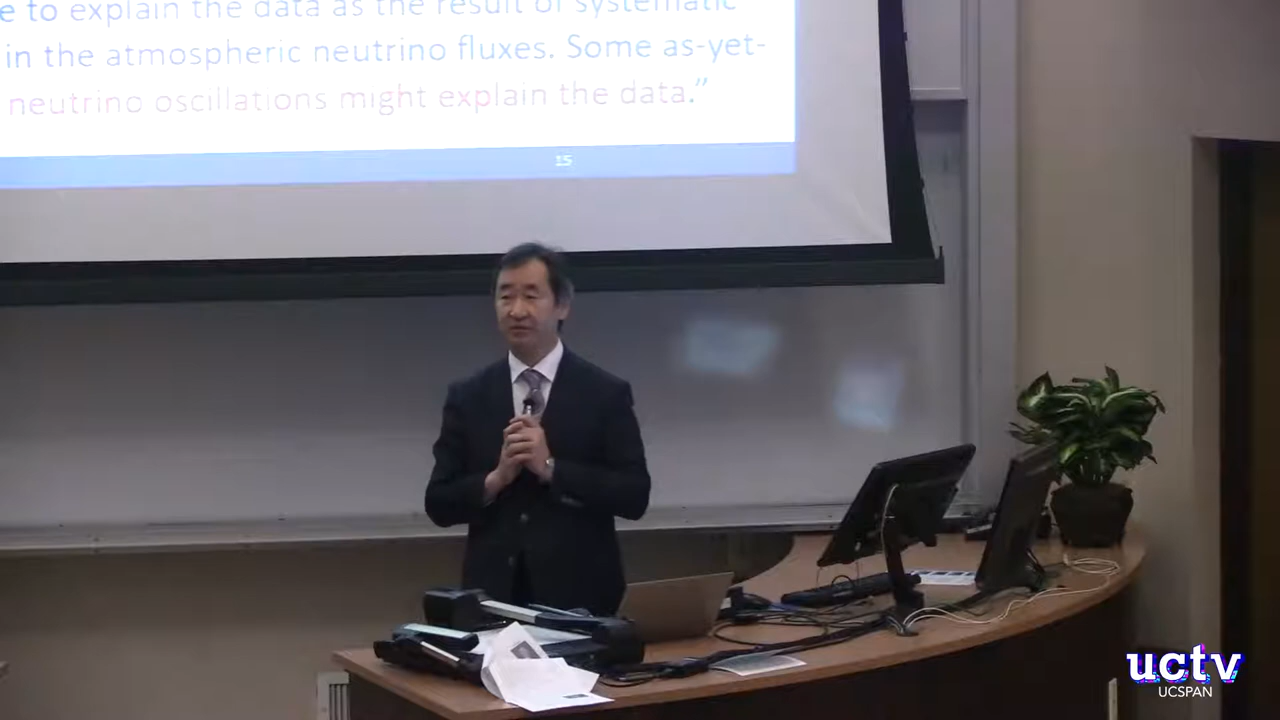 e to explain the data as the result of systematic
in the atmospheric neutrino fluxes. Some as-yet-
neutrino oscillations might explain the data.”
15
uctv
UCSPAN